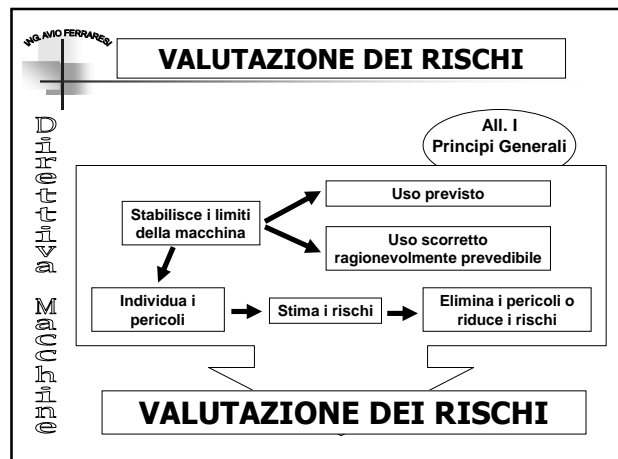 ING. AVIO FERRARESI
VALUTAZIONE DEI RISCHI
Direttiva Macchine
All. I
Principi Generali
Stabilisce i limiti
della macchina
Uso previsto
Uso scorretto
ragionevolmente prevedibile
Individua i
pericoli
Stima i rischi
Elimina i pericoli o
riduce i rischi
VALUTAZIONE DEI RISCHI